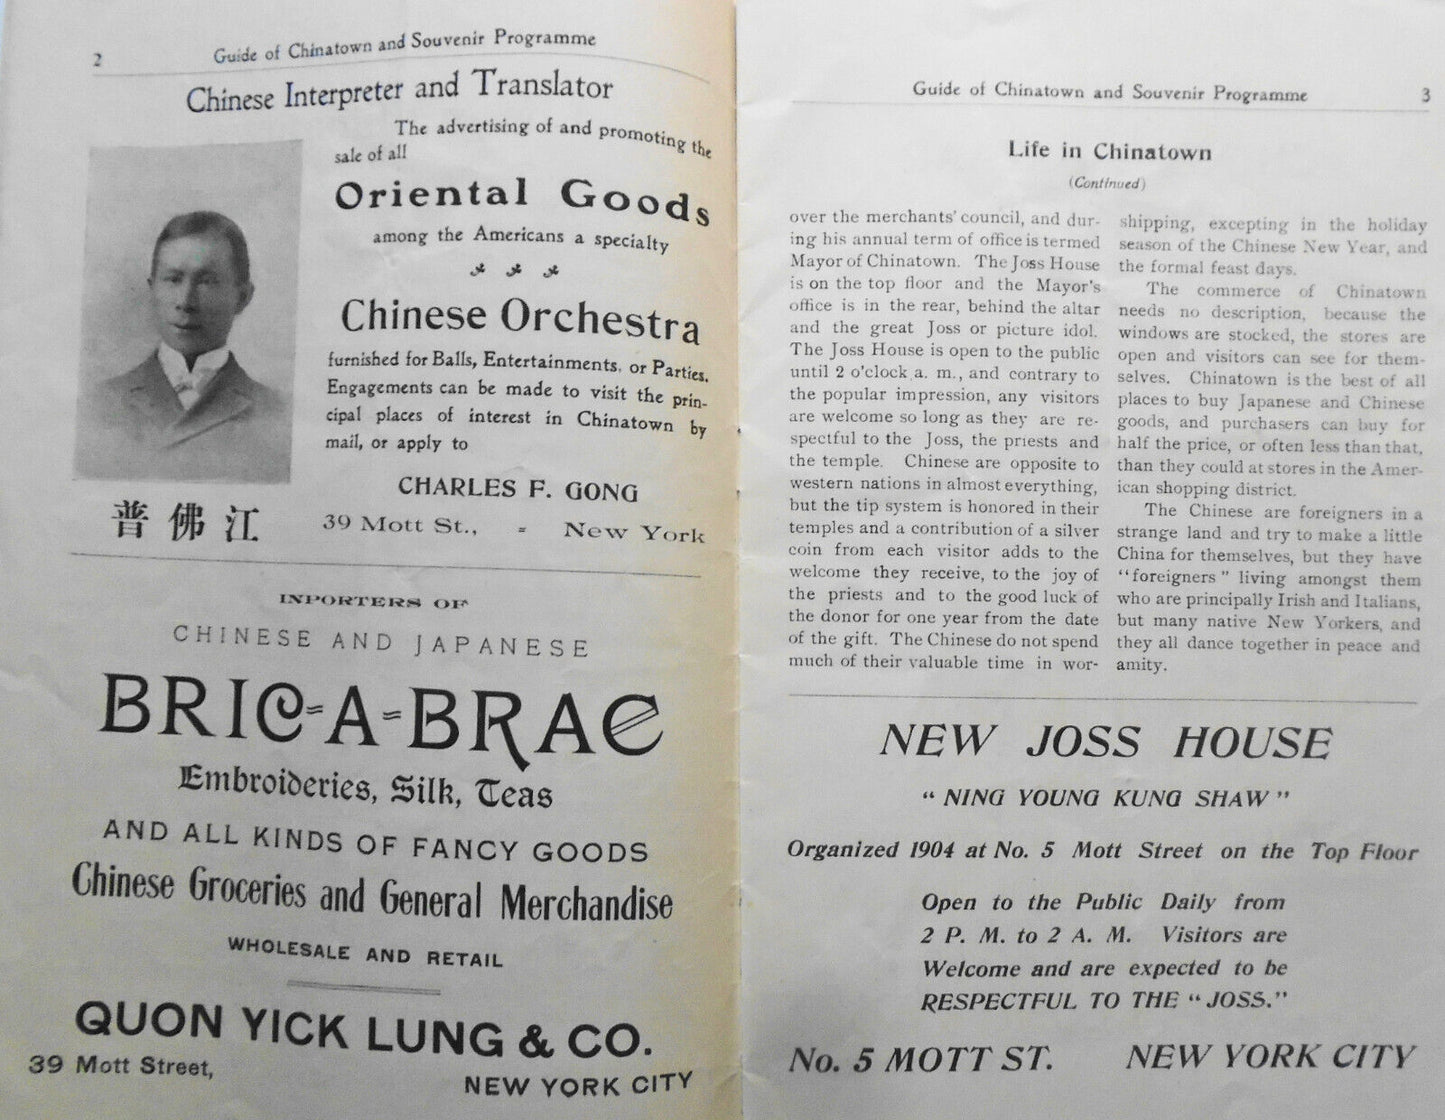 2
Guide of Chinatown and Souvenir Programme
Chinese Interpreter and Translator
The advertising of and promoting the
sale of all
Oriental Goods
among the Americans a specialty
Chinese Orchestra
furnished for Balls, Entertainments, or Parties.
Engagements can be made to visit the prin-
cipal places of interest in Chinatown by
mail, or apply to
CHARLES F. GONG
39 Mott St., = New York
普佛江
INPORTERS OF
CHINESE AND JAPANESE
BRIC=A=BRAC
Embroideries, Silk, Teas
AND ALL KINDS OF FANCY GOODS
Chinese Groceries and General Merchandise
WHOLESALE AND RETAIL
QUON YICK LUNG & CO.
39 Mott Street,
NEW YORK CITY
Guide of Chinatown and Souvenir Programme
3
Life in Chinatown
(Continued)
over the merchants' council, and dur-
ing his annual term of office is termed
Mayor of Chinatown. The Joss House
is on the top floor and the Mayor's
office is in the rear, behind the altar
and the great Joss or picture idol.
The Joss House is open to the public
until 2 o'clock a. m., and contrary to
the popular impression, any visitors
are welcome so long as they are re-
spectful to the Joss, the priests and
the temple. Chinese are opposite to
western nations in almost everything,
but the tip system is honored in their
temples and a contribution of a silver
coin from each visitor adds to the
welcome they receive, to the joy of
the priests and to the good luck of
the donor for one year from the date
of the gift. The Chinese do not spend
much of their valuable time in wor-
shipping, excepting in the holiday
season of the Chinese New Year, and
the formal feast days.
The commerce of Chinatown
needs no description, because the
windows are stocked, the stores are
open and visitors can see for them-
selves. Chinatown is the best of all
places to buy Japanese and Chinese
goods, and purchasers can buy for
half the price, or often less than that,
than they could at stores in the Amer-
ican shopping district.
The Chinese are foreigners in a
strange land and try to make a little
China for themselves, but they have
"foreigners" living amongst them
who are principally Irish and Italians,
but many native New Yorkers, and
they all dance together in peace and
amity.
NEW JOSS HOUSE
"NING YOUNG KUNG SHAW"
Organized 1904 at No. 5 Mott Street on the Top Floor
Open to the Public Daily from
2 P. M. to 2 A. M. Visitors are
Welcome and are expected to be
RESPECTFUL TO THE "JOSS."
No. 5 MOTT ST. NEW YORK CITY